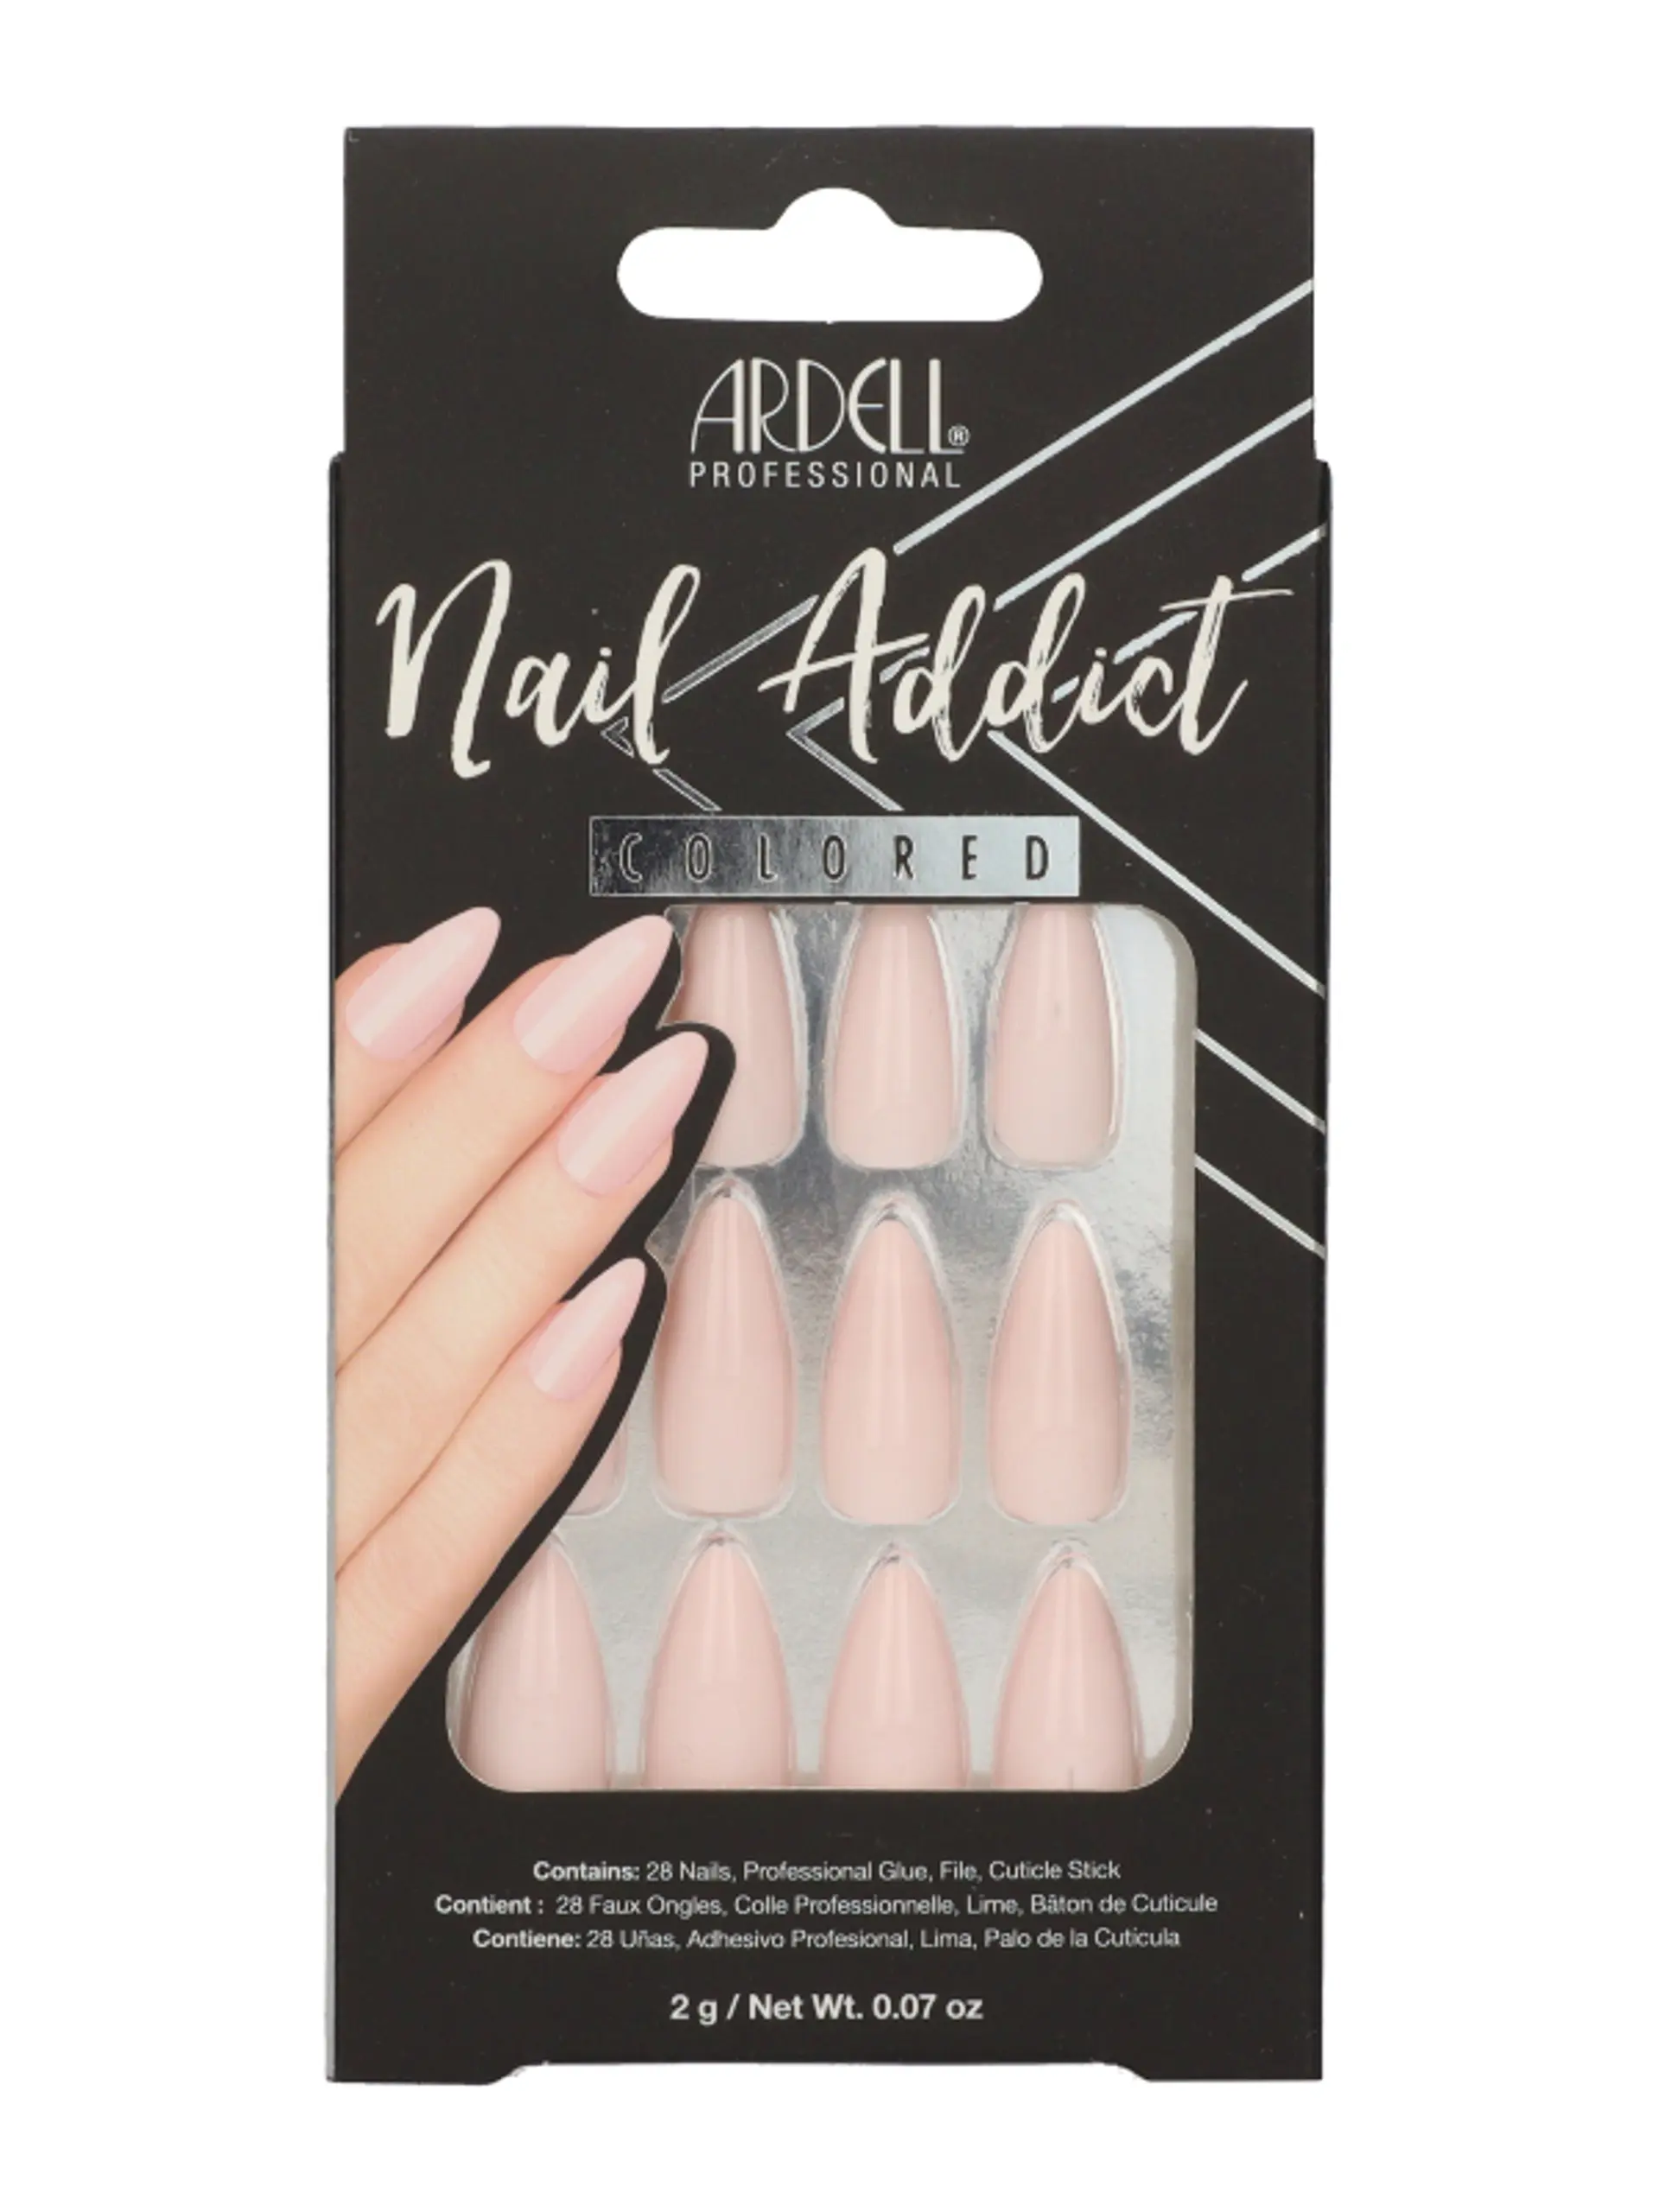 ARDELL®
PROFESSIONAL
Nail Addict
COLORED
Contains: 28 Nails, Professional Glue, File, Cuticle Stick
Contient : 28 Faux Ongles, Colle Professionnelle, Lime, Bâton de Cuticule
Contiene: 28 Uñas, Adhesivo Profesional, Lima, Palo de la Cutícula
2 g / Net Wt. 0.07 oz